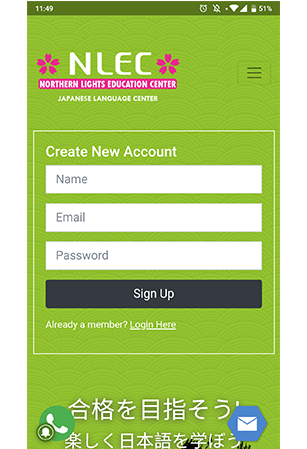 11:49
51%
NLEC
NORTHERN LIGHTS EDUCATION CENTER
JAPANESE LANGUAGE CENTER
Create New Account
Name
Email
Password
Sign Up
Already a member? Login Here
合格を目指そう!
楽しく日本語を学ぼう